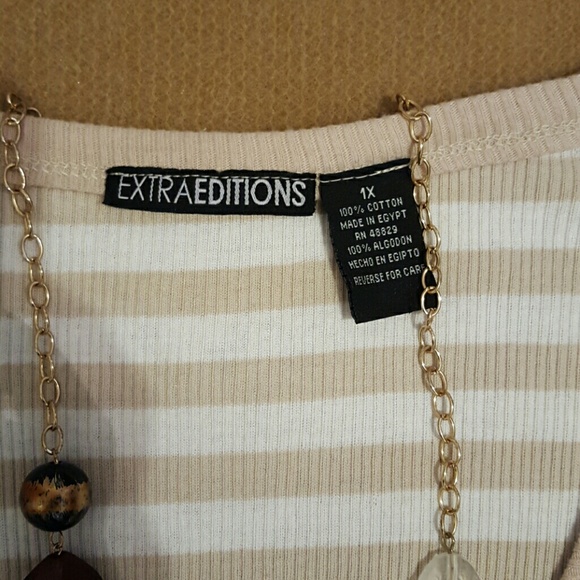 EXTRAEDITIONS
1X
100% COTTON
MADE IN EGYPT
RN 48829
100% ALGODON
HECHO EN EGIPTO
REVERSE FOR CARE